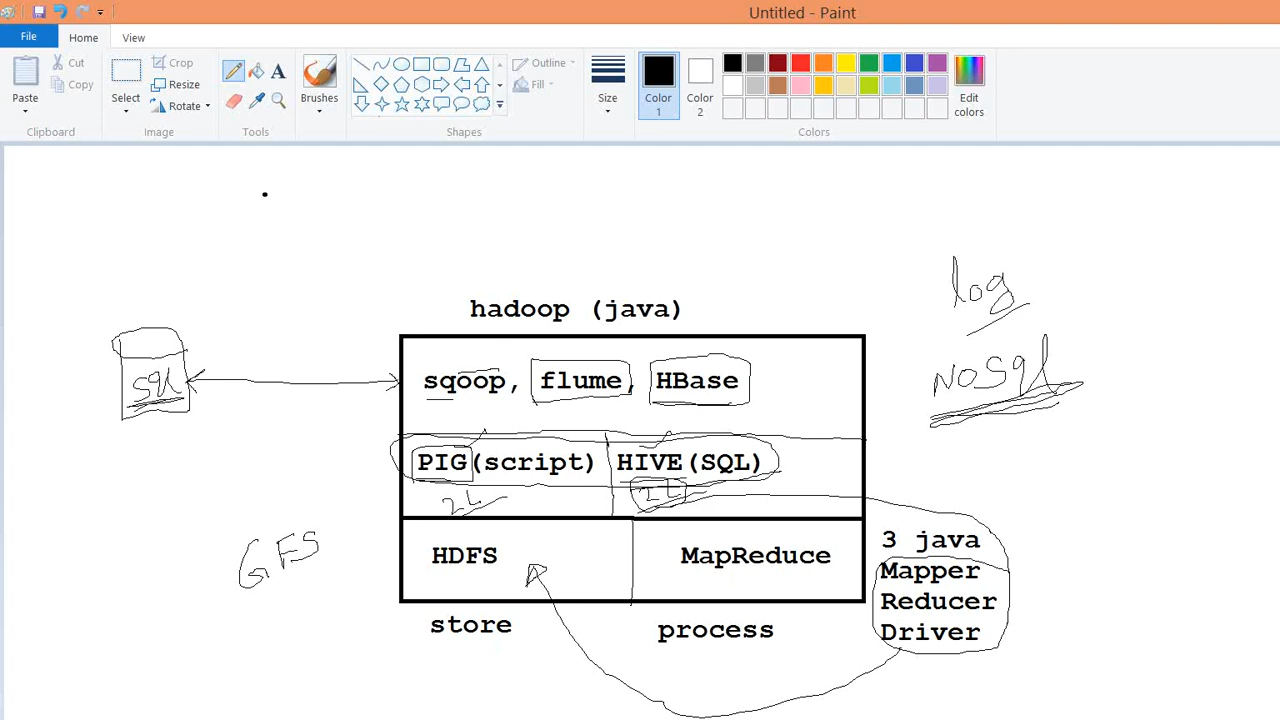 Untitled - Paint
File Home View
Paste
Cut
Copy
Clipboard
Select
Crop
Resize
Rotate
Image
Tools
Brushes
Shapes
Outline
Fill
Size
Color 1
Color 2
Edit colors
Colors
log
hadoop (java)
sql
sqoop, flume, HBase
NoSql
PIG(script) HIVE(SQL)
2L 2L
GFS
HDFS MapReduce
3 java
Mapper
Reducer
Driver
store process